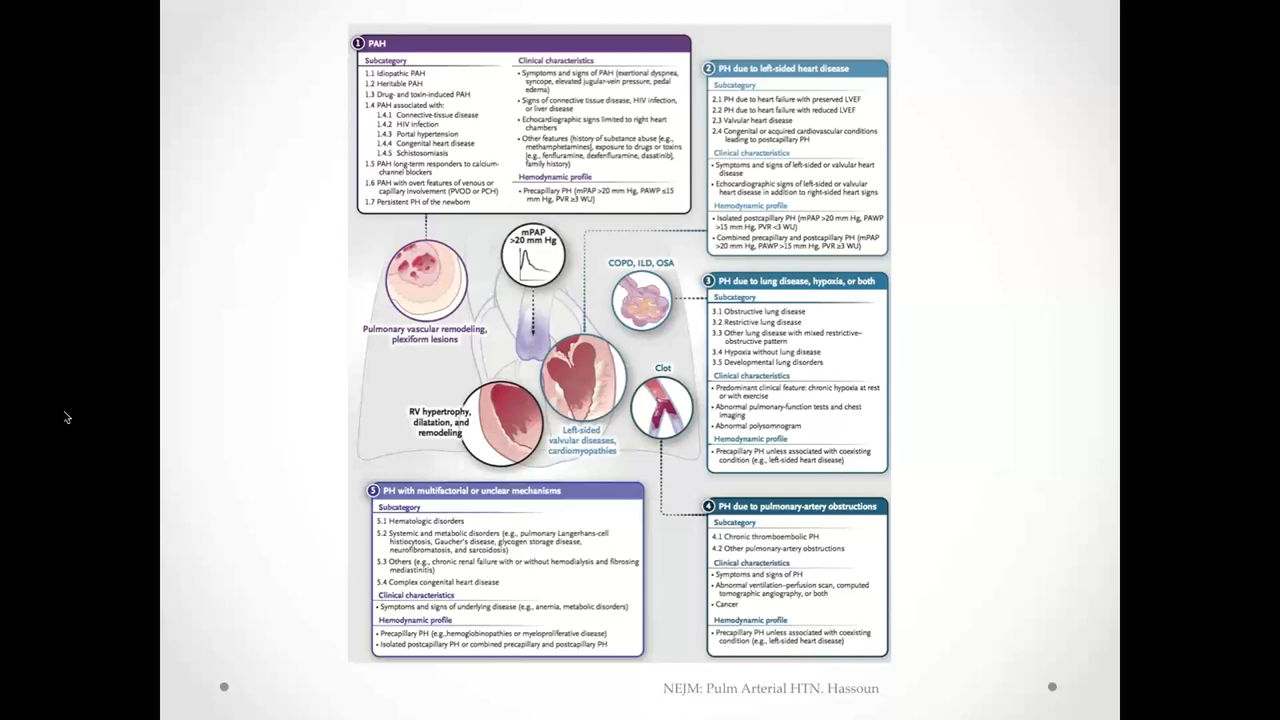 1 PAH
Subcategory
1.1 Idiopathic PAH
1.2 Heritable PAH
1.3 Drug- and toxin-induced PAH
1.4 PAH associated with:
1.4.1 Connective-tissue disease
1.4.2 HIV infection
1.4.3 Portal hypertension
1.4.4 Congenital heart disease
1.4.5 Schistosomiasis
1.5 PAH long-term responders to calcium-
channel blockers
1.6 PAH with overt features of venous or
capillary involvement (PVOD or PCH)
1.7 Persistent PH of the newborn
Clinical characteristics
• Symptoms and signs of PAH (exertional dyspnea,
syncope, elevated jugular-vein pressure, pedal
edema)
• Signs of connective tissue disease, HIV infection,
or liver disease
• Echocardiographic signs limited to right heart
chambers
• Other features (history of substance abuse [e.g.,
methamphetamines], exposure to drugs or toxins
[e.g., fenfluramine, dexfenfluramine, dasatinib],
family history)
Hemodynamic profile
• Precapillary PH (mPAP >20 mm Hg, PAWP ≤15
mm Hg, PVR ≥3 WU)
2 PH due to left-sided heart disease
Subcategory
2.1 PH due to heart failure with preserved LVEF
2.2 PH due to heart failure with reduced LVEF
2.3 Valvular heart disease
2.4 Congenital or acquired cardiovascular conditions
leading to postcapillary PH
Clinical characteristics
• Symptoms and signs of left-sided or valvular heart
disease
• Echocardiographic signs of left-sided or valvular
heart disease in addition to right-sided heart signs
Hemodynamic profile
• Isolated postcapillary PH (mPAP >20 mm Hg, PAWP
>15 mm Hg, PVR <3 WU)
• Combined precapillary and postcapillary PH (mPAP
>20 mm Hg, PAWP >15 mm Hg, PVR ≥3 WU)
mPAP
>20 mm Hg
COPD, ILD, OSA
Pulmonary vascular remodeling,
plexiform lesions
Clot
RV hypertrophy,
dilatation, and
remodeling
Left-sided
valvular diseases,
cardiomyopathies
3 PH due to lung disease, hypoxia, or both
Subcategory
3.1 Obstructive lung disease
3.2 Restrictive lung disease
3.3 Other lung disease with mixed restrictive–
obstructive pattern
3.4 Hypoxia without lung disease
3.5 Developmental lung disorders
Clinical characteristics
• Predominant clinical feature: chronic hypoxia at rest
or with exercise
• Abnormal pulmonary-function tests and chest
imaging
• Abnormal polysomnogram
Hemodynamic profile
• Precapillary PH unless associated with coexisting
condition (e.g., left-sided heart disease)
5 PH with multifactorial or unclear mechanisms
Subcategory
5.1 Hematologic disorders
5.2 Systemic and metabolic disorders (e.g., pulmonary Langerhans-cell
histiocytosis, Gaucher's disease, glycogen storage disease,
neurofibromatosis, and sarcoidosis)
5.3 Others (e.g., chronic renal failure with or without hemodialysis and fibrosing
mediastinitis)
5.4 Complex congenital heart disease
Clinical characteristics
• Symptoms and signs of underlying disease (e.g., anemia, metabolic disorders)
Hemodynamic profile
• Precapillary PH (e.g.,hemoglobinopathies or myeloproliferative disease)
• Isolated postcapillary PH or combined precapillary and postcapillary PH
4 PH due to pulmonary-artery obstructions
Subcategory
4.1 Chronic thromboembolic PH
4.2 Other pulmonary-artery obstructions
Clinical characteristics
• Symptoms and signs of PH
• Abnormal ventilation–perfusion scan, computed
tomographic angiography, or both
• Cancer
Hemodynamic profile
• Precapillary PH unless associated with coexisting
condition (e.g., left-sided heart disease)
NEJM: Pulm Arterial HTN. Hassoun